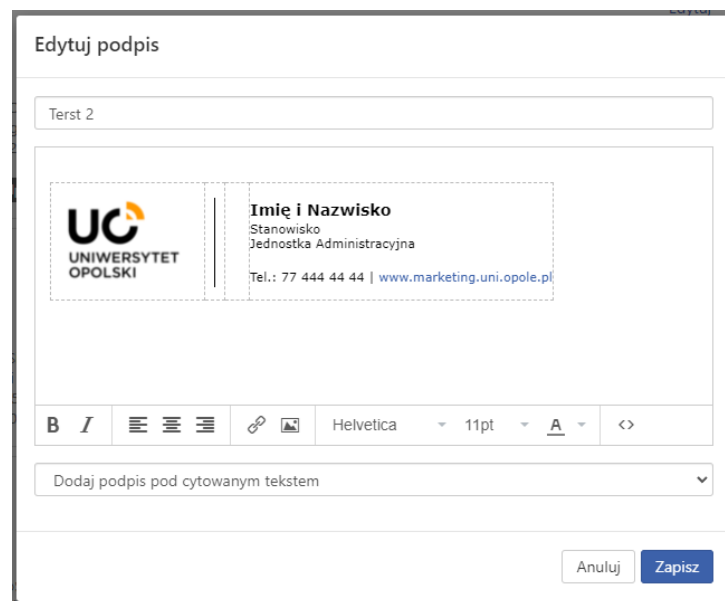 Edytuj podpis
Terst 2
UO
UNIWERSYTET
OPOLSKI
Imię i Nazwisko
Stanowisko
Jednostka Administracyjna
Tel.: 77 444 44 44 | www.marketing.uni.opole.pl
B I Helvetica 11pt A <>
Dodaj podpis pod cytowanym tekstem
Anuluj Zapisz